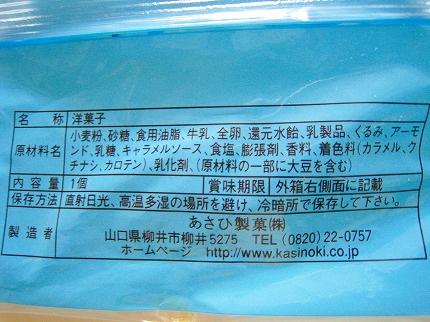 名 称 洋菓子
原材料名 小麦粉、砂糖、食用油脂、牛乳、全卵、還元水飴、乳製品、くるみ、アーモ
ンド、乳糖、キャラメルソース、食塩、膨張剤、香料、着色料(カラメル、ク
チナシ、カロテン)、乳化剤、(原材料の一部に大豆を含む)
内 容 量 1個 賞味期限 外箱右側面に記載
保存方法 直射日光、高温多湿の場所を避け、冷暗所で保存して下さい。
製 造 者 あさひ製菓㈱
山口県柳井市柳井5275 TEL (0820)22-0757
ホームページ http://www.kasinoki.co.jp